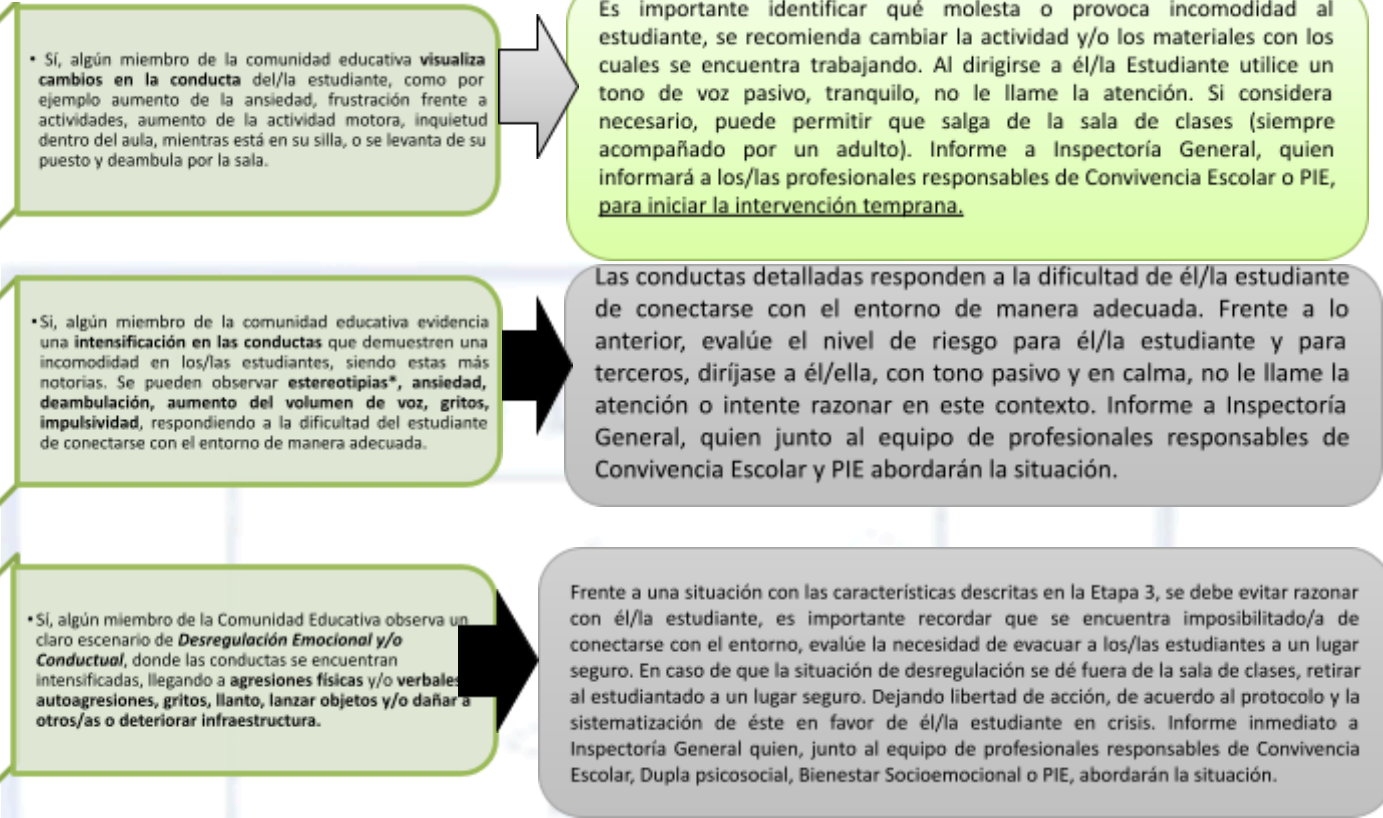 • Sí, algún miembro de la comunidad educativa visualiza
cambios en la conducta del/la estudiante, como por
ejemplo aumento de la ansiedad, frustración frente a
actividades, aumento de la actividad motora, inquietud
dentro del aula, mientras está en su silla, o se levanta de su
puesto y deambula por la sala.
Es importante identificar qué molesta o provoca incomodidad al
estudiante, se recomienda cambiar la actividad y/o los materiales con los
cuales se encuentra trabajando. Al dirigirse a él/la Estudiante utilice un
tono de voz pasivo, tranquilo, no le llame la atención. Si considera
necesario, puede permitir que salga de la sala de clases (siempre
acompañado por un adulto). Informe a Inspectoría General, quien
informará a los/las profesionales responsables de Convivencia Escolar o PIE,
para iniciar la intervención temprana.
• Si, algún miembro de la comunidad educativa evidencia
una intensificación en las conductas que demuestren una
incomodidad en los/las estudiantes, siendo estas más
notorias. Se pueden observar estereotipias*, ansiedad,
deambulación, aumento del volumen de voz, gritos,
impulsividad, respondiendo a la dificultad del estudiante
de conectarse con el entorno de manera adecuada.
Las conductas detalladas responden a la dificultad de él/la estudiante
de conectarse con el entorno de manera adecuada. Frente a lo
anterior, evalúe el nivel de riesgo para él/la estudiante y para
terceros, diríjase a él/ella, con tono pasivo y en calma, no le llame la
atención o intente razonar en este contexto. Informe a Inspectoría
General, quien junto al equipo de profesionales responsables de
Convivencia Escolar y PIE abordarán la situación.
• Sí, algún miembro de la Comunidad Educativa observa un
claro escenario de Desregulación Emocional y/o
Conductual, donde las conductas se encuentran
intensificadas, llegando a agresiones físicas y/o verbales
autoagresiones, gritos, llanto, lanzar objetos y/o dañar a
otros/as o deteriorar infraestructura.
Frente a una situación con las características descritas en la Etapa 3, se debe evitar razonar
con él/la estudiante, es importante recordar que se encuentra imposibilitado/a de
conectarse con el entorno, evalúe la necesidad de evacuar a los/las estudiantes a un lugar
seguro. En caso de que la situación de desregulación se dé fuera de la sala de clases, retirar
al estudiantado a un lugar seguro. Dejando libertad de acción, de acuerdo al protocolo y la
sistematización de éste en favor de él/la estudiante en crisis. Informe inmediato a
Inspectoría General quien, junto al equipo de profesionales responsables de Convivencia
Escolar, Dupla psicosocial, Bienestar Socioemocional o PIE, abordarán la situación.